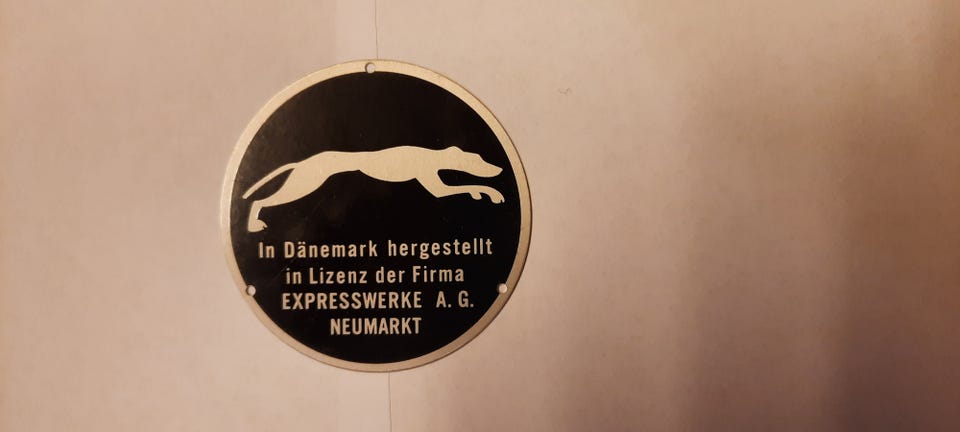 In Dänemark hergestellt
in Lizenz der Firma
EXPRESSWERKE A. G.
NEUMARKT